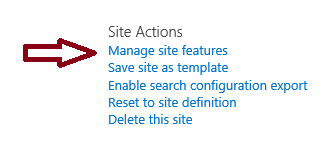 Site Actions
Manage site features
Save site as template
Enable search configuration export
Reset to site definition
Delete this site